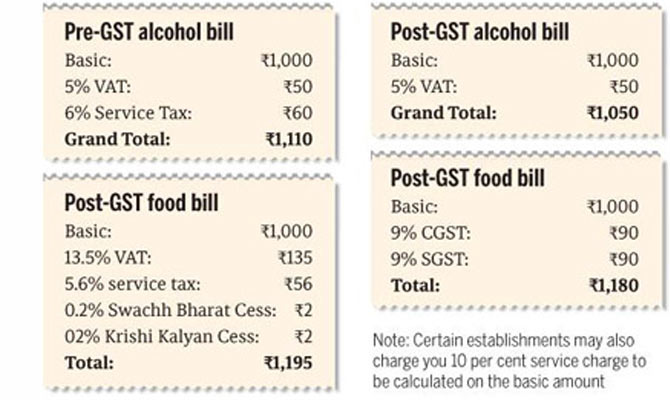 Pre-GST alcohol bill
Basic: ₹1,000
5% VAT: ₹50
6% Service Tax: ₹60
Grand Total: ₹1,110
Post-GST food bill
Basic: ₹1,000
13.5% VAT: ₹135
5.6% service tax: ₹56
0.2% Swachh Bharat Cess: ₹2
02% Krishi Kalyan Cess: ₹2
Total: ₹1,195
Post-GST alcohol bill
Basic: ₹1,000
5% VAT: ₹50
Grand Total: ₹1,050
Post-GST food bill
Basic: ₹1,000
9% CGST: ₹90
9% SGST: ₹90
Total: ₹1,180
Note: Certain establishments may also
charge you 10 per cent service charge to
be calculated on the basic amount